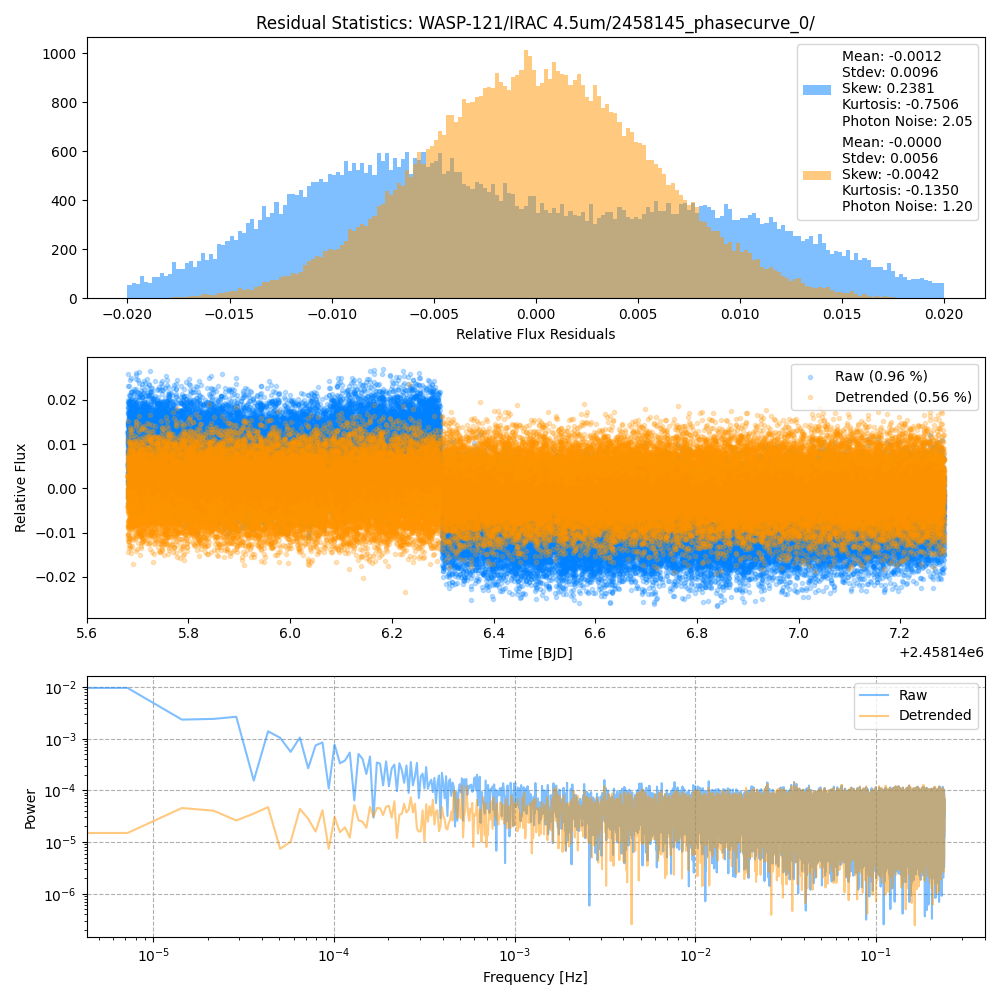 Residual Statistics: WASP-121/IRAC 4.5um/2458145_phasecurve_0/
1000
800
600
400
200
0
Mean: -0.0012
Stdev: 0.0096
Skew: 0.2381
Kurtosis: -0.7506
Photon Noise: 2.05
Mean: -0.0000
Stdev: 0.0056
Skew: -0.0042
Kurtosis: -0.1350
Photon Noise: 1.20
−0.020 −0.015 −0.010 −0.005 0.000 0.005 0.010 0.015 0.020
Relative Flux Residuals
Relative Flux
0.02
0.01
0.00
−0.01
−0.02
Raw (0.96 %)
Detrended (0.56 %)
5.6 5.8 6.0 6.2 6.4 6.6 6.8 7.0 7.2
Time [BJD]
+2.45814e6
Power
10⁻²
10⁻³
10⁻⁴
10⁻⁵
10⁻⁶
Raw
Detrended
10⁻⁵ 10⁻⁴ 10⁻³ 10⁻² 10⁻¹
Frequency [Hz]